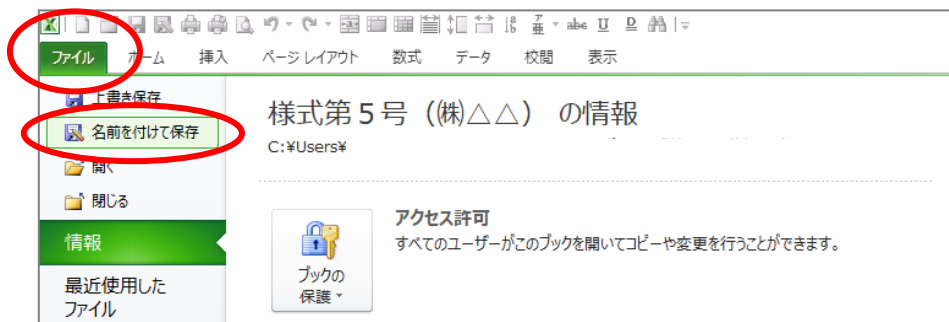 abc U D
ファイル ホーム 挿入 ページ レイアウト 数式 データ 校閲 表示
上書き保存
名前を付けて保存
開く
閉じる
情報
最近使用した
ファイル
様式第５号（㈱△△） の情報
C:¥Users¥
アクセス許可
すべてのユーザーがこのブックを開いてコピーや変更を行うことができます。
ブックの
保護